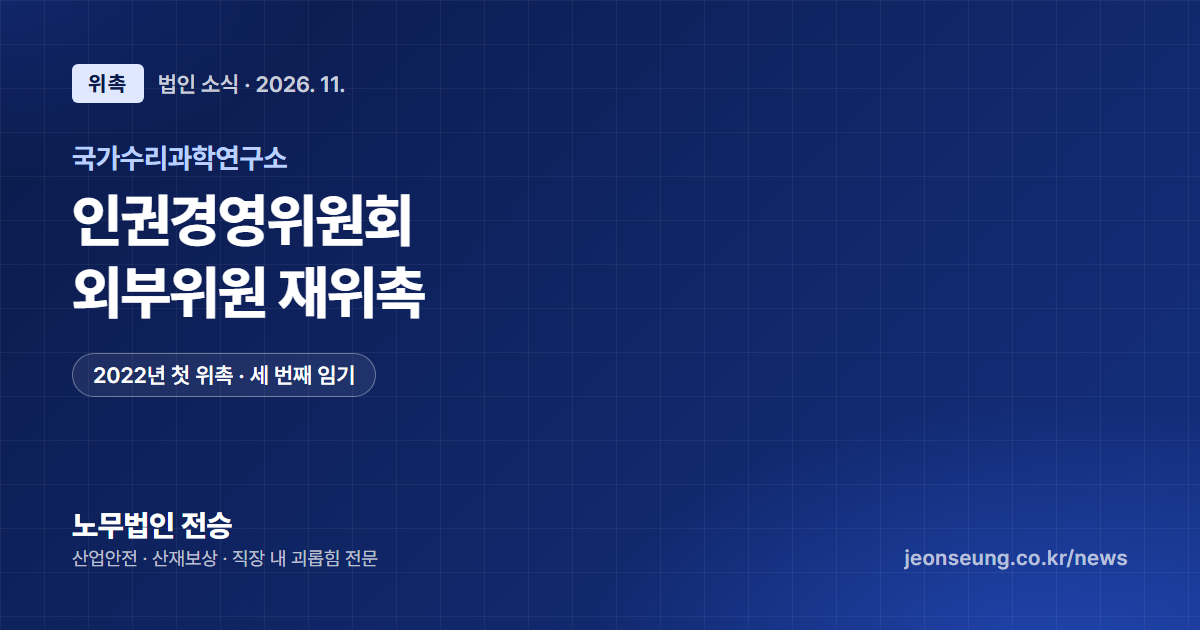 위촉 법인 소식 · 2026. 11.
국가수리과학연구소
인권경영위원회
외부위원 재위촉
2022년 첫 위촉 · 세 번째 임기
노무법인 전승
산업안전 · 산재보상 · 직장 내 괴롭힘 전문
jeonseung.co.kr/news